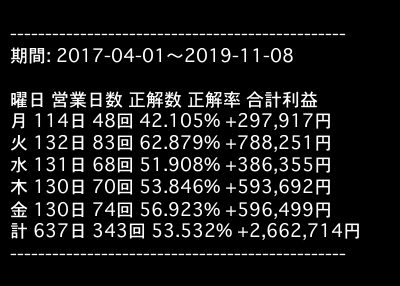 ------------------------------------------------
期間: 2017-04-01～2019-11-08
曜日 営業日数 正解数 正解率 合計利益
月 114日 48回 42.105% +297,917円
火 132日 83回 62.879% +788,251円
水 131日 68回 51.908% +386,355円
木 130日 70回 53.846% +593,692円
金 130日 74回 56.923% +596,499円
計 637日 343回 53.532% +2,662,714円
------------------------------------------------